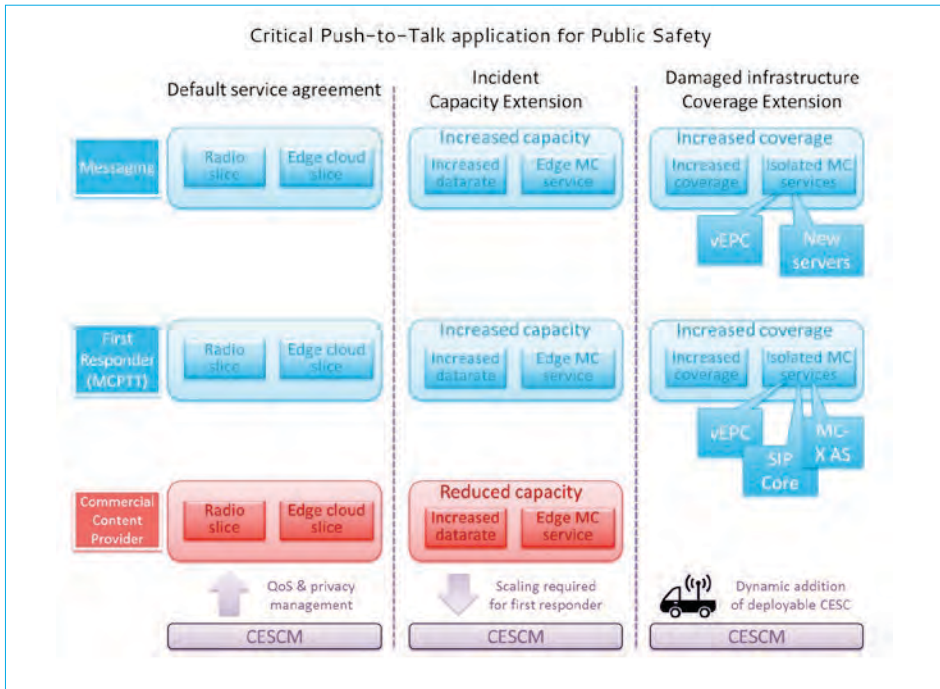 Critical Push-to-Talk application for Public Safety
Default service agreement
Incident
Capacity Extension
Damaged infrastructure
Coverage Extension
Messaging
Radio
slice
Edge cloud
slice
Increased capacity
Increased
datarate
Edge MC
service
Increased coverage
Increased
coverage
Isolated MC
services
vEPC
New
servers
First
Responder
(MCPTT)
Radio
slice
Edge cloud
slice
Increased capacity
Increased
datarate
Edge MC
service
Increased coverage
Increased
coverage
Isolated MC
services
vEPC
SIP
Core
MC-
X AS
Commercial
Content
Provider
Radio
slice
Edge cloud
slice
Reduced capacity
Increased
datarate
Edge MC
service
QoS & privacy
management
Scaling required
for first responder
Dynamic addition
of deployable CESC
CESCM
CESCM
CESCM